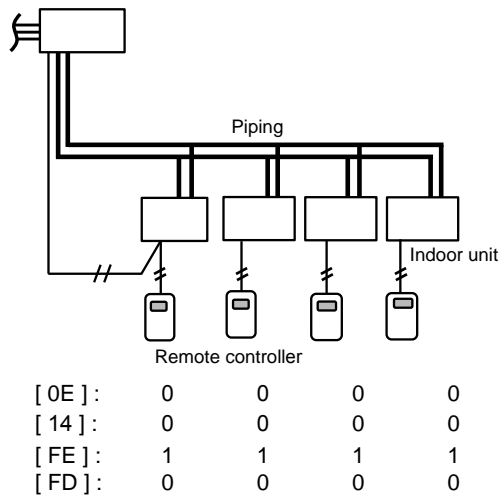 Piping
Indoor unit
Remote controller
[ 0E ] : 0 0 0 0
[ 14 ] : 0 0 0 0
[ FE ] : 1 1 1 1
[ FD ] : 0 0 0 0